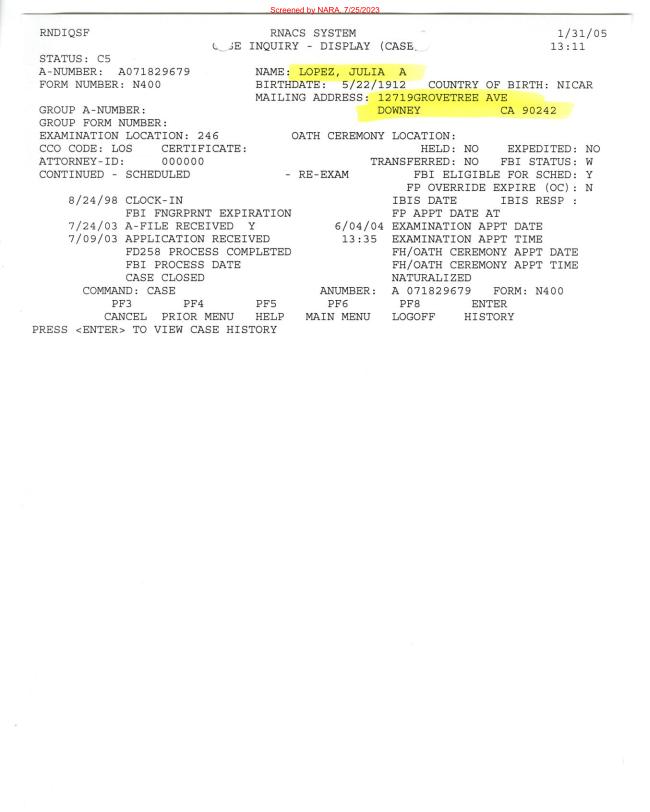 Screened by NARA, 7/25/2023
RNDIQSF RNACS SYSTEM 1/31/05
SE INQUIRY - DISPLAY (CASE 13:11
STATUS: C5
A-NUMBER: A071829679 NAME: LOPEZ, JULIA A
FORM NUMBER: N400 BIRTHDATE: 5/22/1912 COUNTRY OF BIRTH: NICAR
MAILING ADDRESS: 12719GROVETREE AVE
GROUP A-NUMBER: DOWNEY CA 90242
GROUP FORM NUMBER:
EXAMINATION LOCATION: 246 OATH CEREMONY LOCATION:
CCO CODE: LOS CERTIFICATE: HELD: NO EXPEDITED: NO
ATTORNEY-ID: 000000 TRANSFERRED: NO FBI STATUS: W
CONTINUED - SCHEDULED - RE-EXAM FBI ELIGIBLE FOR SCHED: Y
FP OVERRIDE EXPIRE (OC): N
8/24/98 CLOCK-IN IBIS DATE IBIS RESP :
FBI FNGRPRNT EXPIRATION FP APPT DATE AT
7/24/03 A-FILE RECEIVED Y 6/04/04 EXAMINATION APPT DATE
7/09/03 APPLICATION RECEIVED 13:35 EXAMINATION APPT TIME
FD258 PROCESS COMPLETED FH/OATH CEREMONY APPT DATE
FBI PROCESS DATE FH/OATH CEREMONY APPT TIME
CASE CLOSED NATURALIZED
COMMAND: CASE ANUMBER: A 071829679 FORM: N400
PF3 PF4 PF5 PF6 PF8 ENTER
CANCEL PRIOR MENU HELP MAIN MENU LOGOFF HISTORY
PRESS <ENTER> TO VIEW CASE HISTORY